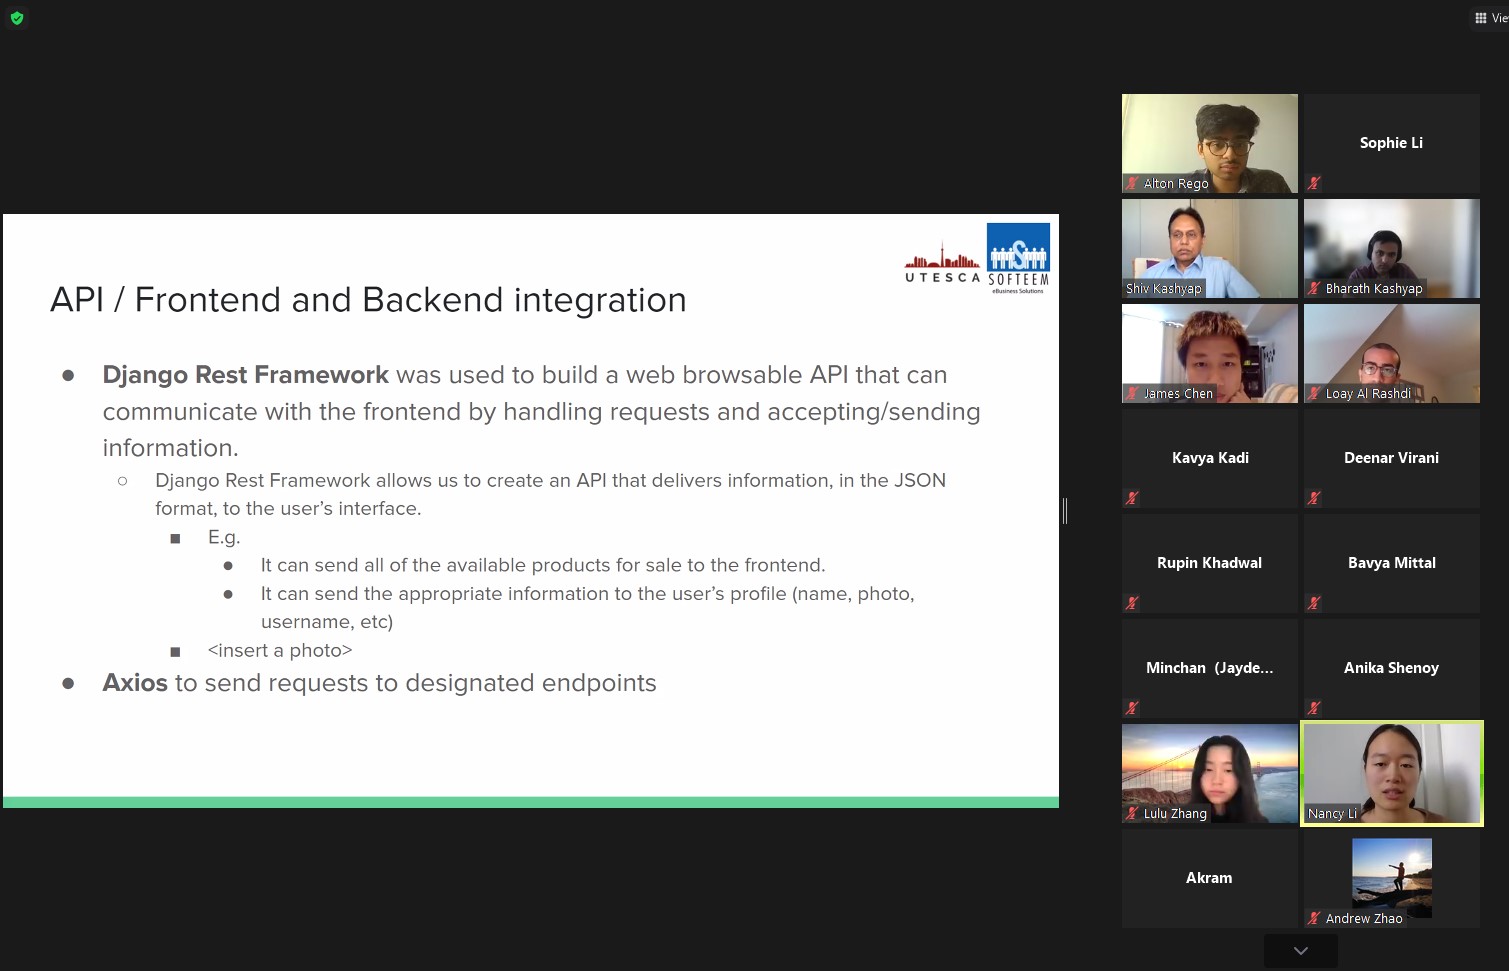 View
UTESCA
SOFTEEM
eBusiness Solutions
API / Frontend and Backend integration
● Django Rest Framework was used to build a web browsable API that can
communicate with the frontend by handling requests and accepting/sending
information.
○ Django Rest Framework allows us to create an API that delivers information, in the JSON
format, to the user’s interface.
■ E.g.
● It can send all of the available products for sale to the frontend.
● It can send the appropriate information to the user’s profile (name, photo,
username, etc)
■ <insert a photo>
● Axios to send requests to designated endpoints
Alton Rego
Sophie Li
Shiv Kashyap
Bharath Kashyap
James Chen
Loay Al Rashdi
Kavya Kadi
Deenar Virani
Rupin Khadwal
Bavya Mittal
Minchan (Jayde...
Anika Shenoy
Lulu Zhang
Nancy Li
Akram
Andrew Zhao